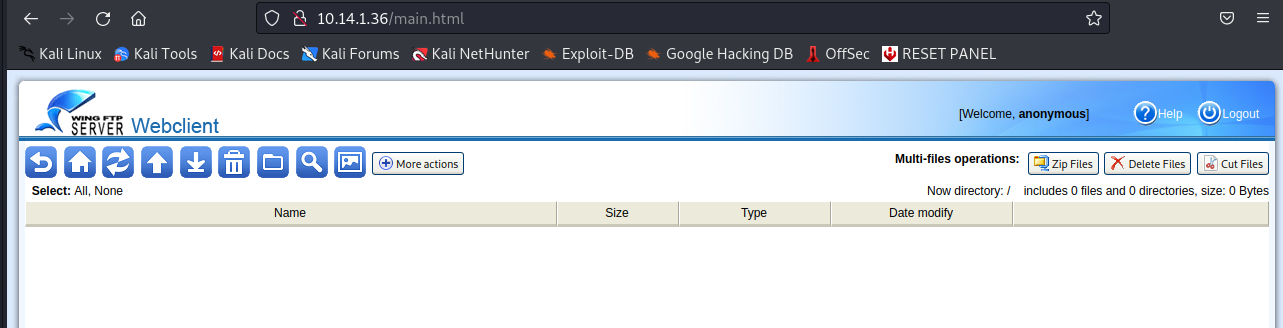 10.14.1.36/main.html
Kali Linux Kali Tools Kali Docs Kali Forums Kali NetHunter Exploit-DB Google Hacking DB OffSec RESET PANEL
WING FTP
SERVER Webclient [Welcome, anonymous] Help Logout
More actions Multi-files operations: Zip Files Delete Files Cut Files
Select: All, None Now directory: / includes 0 files and 0 directories, size: 0 Bytes
Name Size Type Date modify